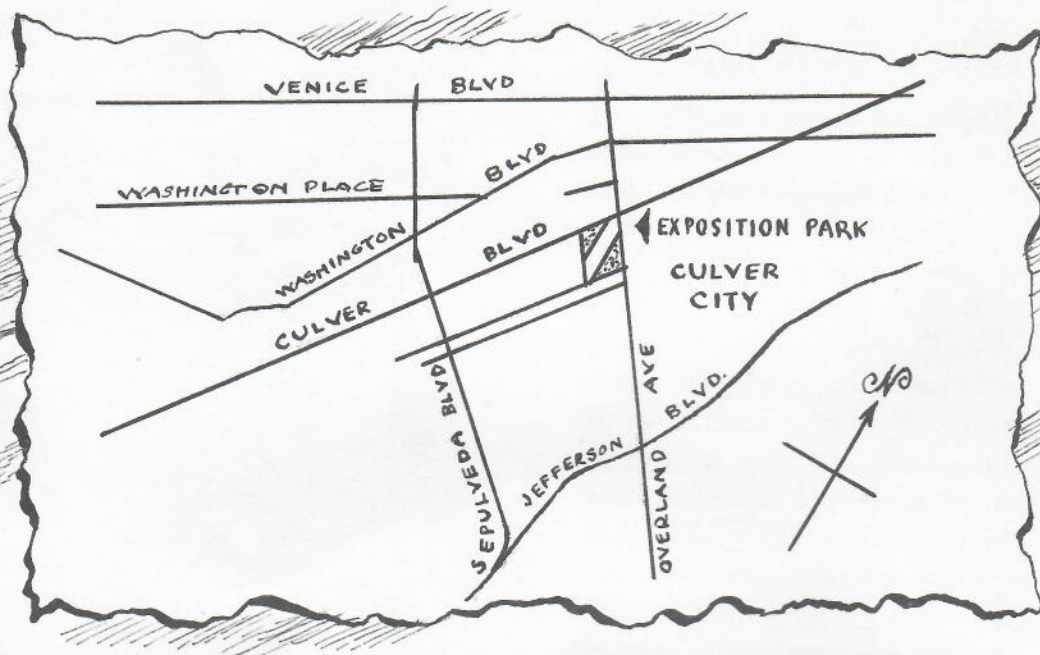 VENICE BLVD
WASHINGTON PLACE
WASHINGTON BLVD
CULVER BLVD
EXPOSITION PARK
CULVER
CITY
SEPULVEDA BLVD
JEFFERSON BLVD.
OVERLAND AVE
N